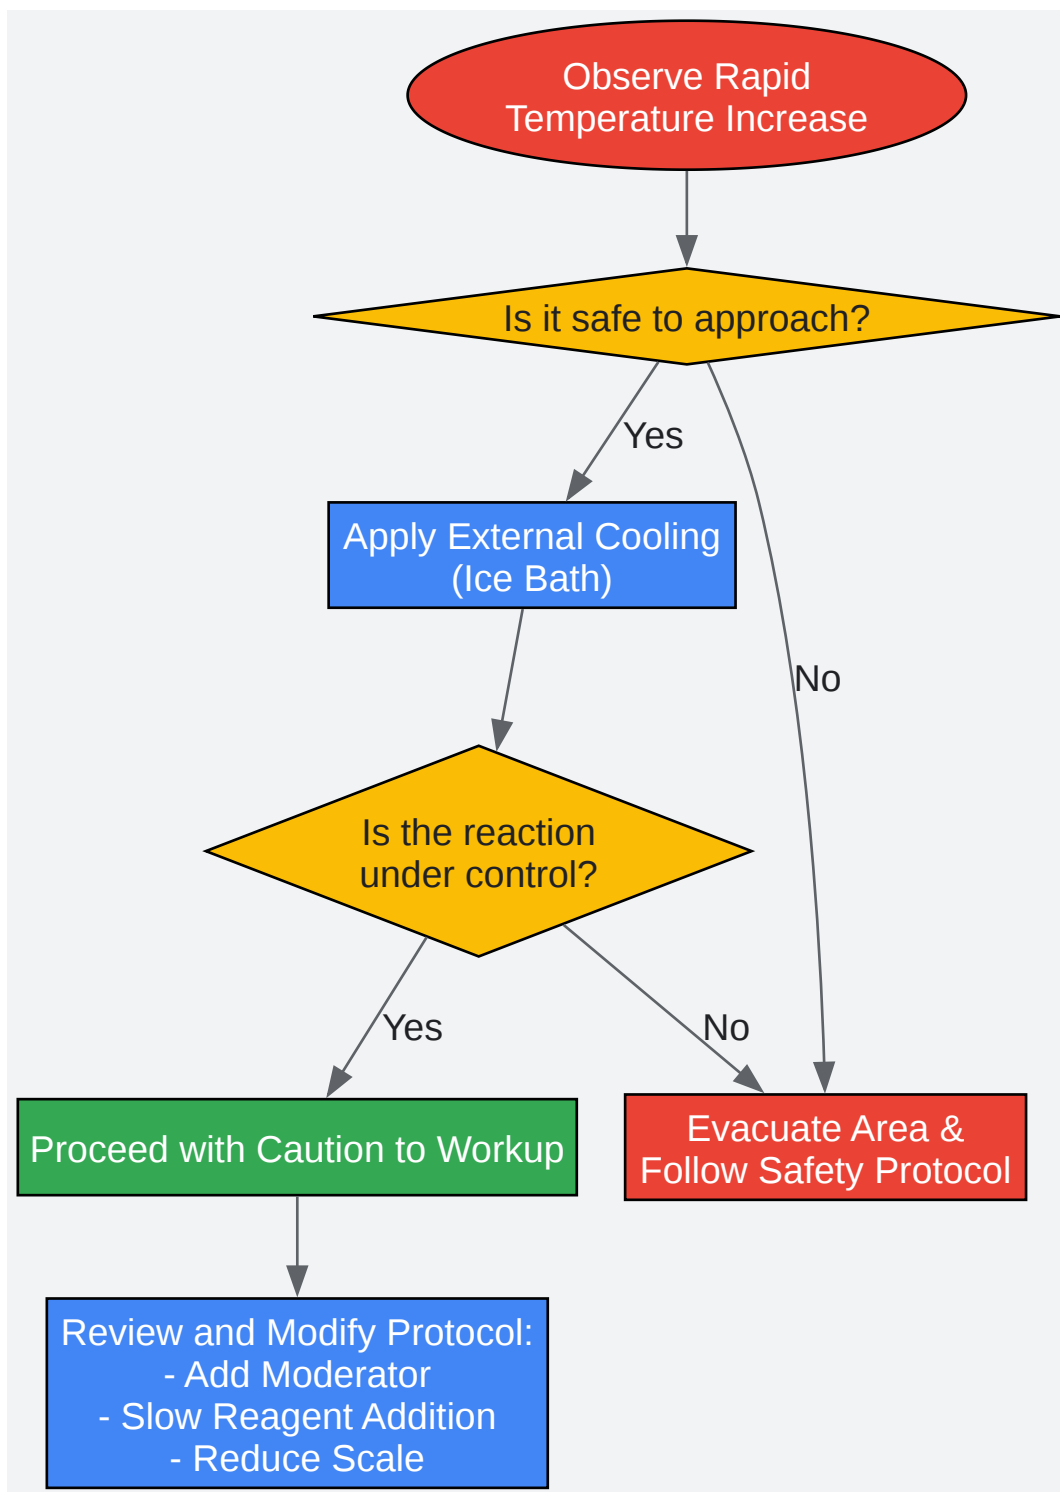 Observe Rapid
Temperature Increase
Is it safe to approach?
Yes
Apply External Cooling
(Ice Bath)
No
Is the reaction
under control?
Yes
No
Proceed with Caution to Workup
Evacuate Area &
Follow Safety Protocol
Review and Modify Protocol:
- Add Moderator
- Slow Reagent Addition
- Reduce Scale